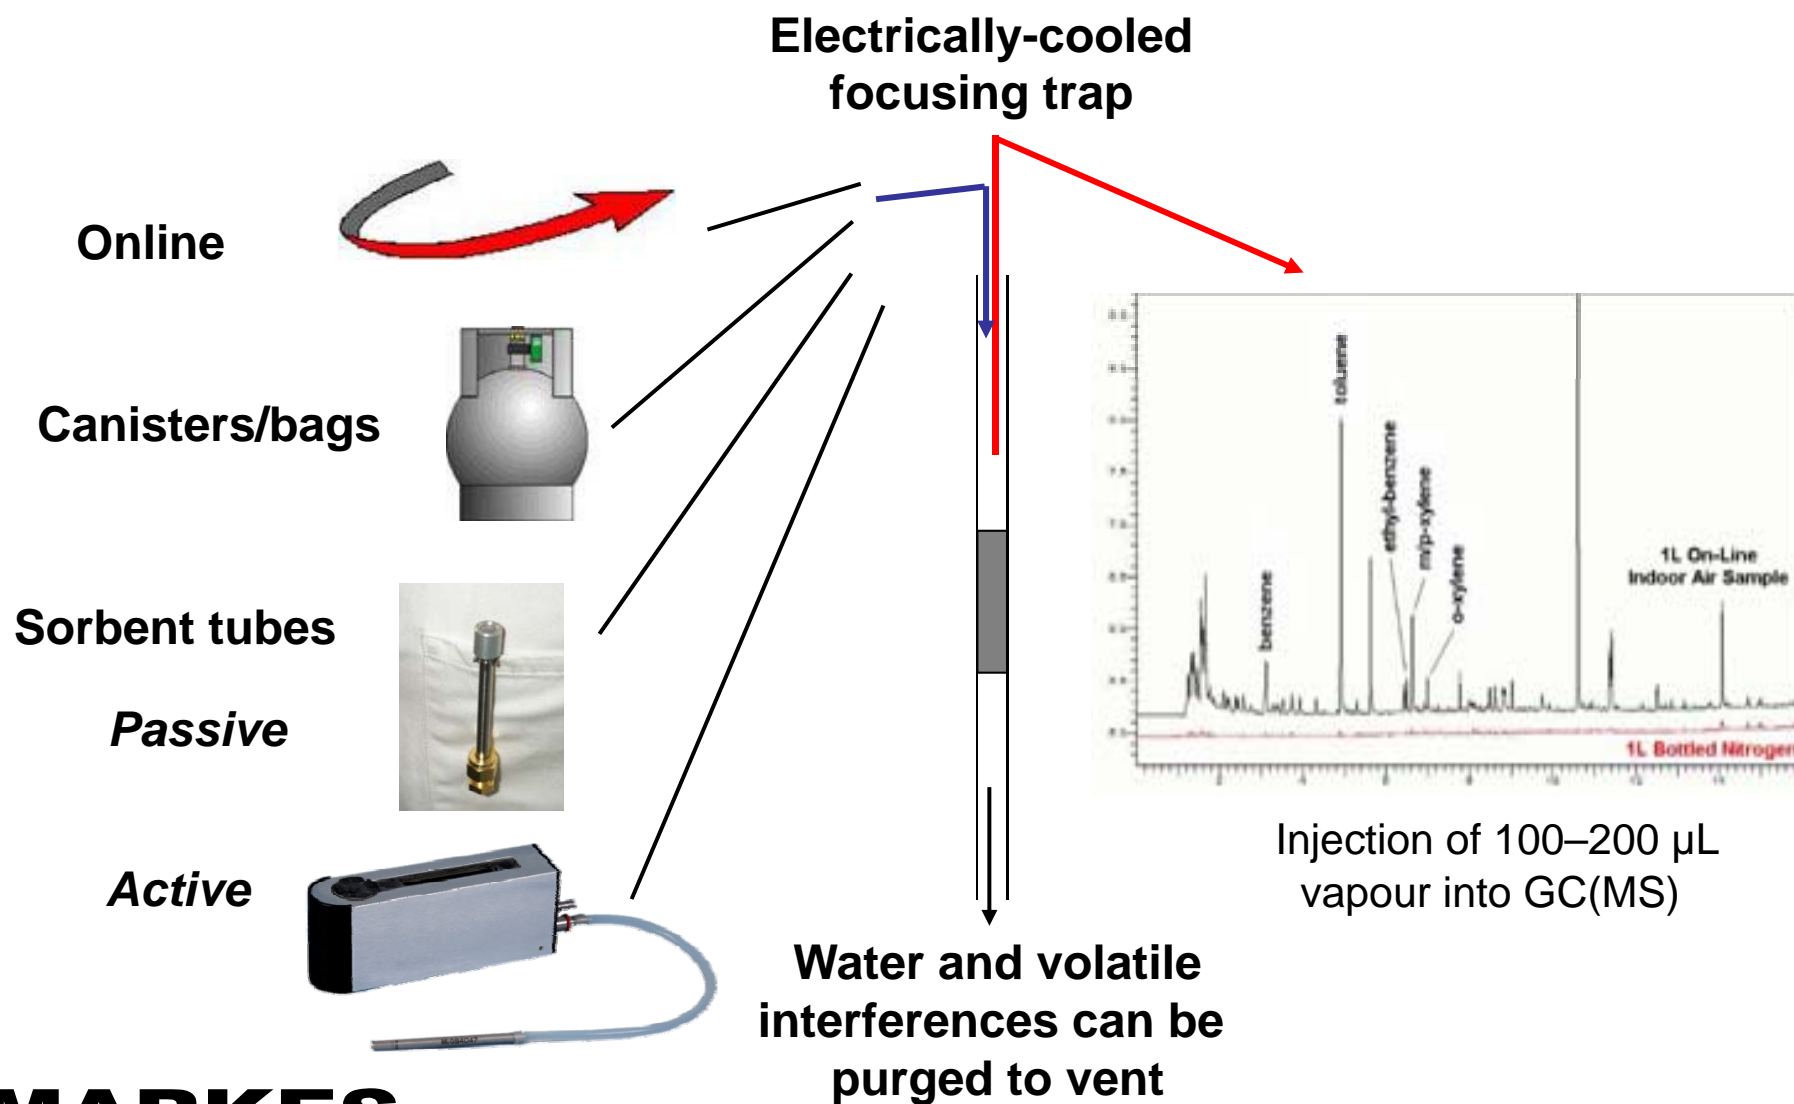 Electrically-cooled
focusing trap
Online
Canisters/bags
Sorbent tubes
Passive
Active
toluene
ethyl-benzene
m/p-xylene
o-xylene
benzene
1L On-Line
Indoor Air Sample
1L Bottled Nitrogen
Injection of 100–200 µL
vapour into GC(MS)
Water and volatile
interferences can be
purged to vent
MARKES